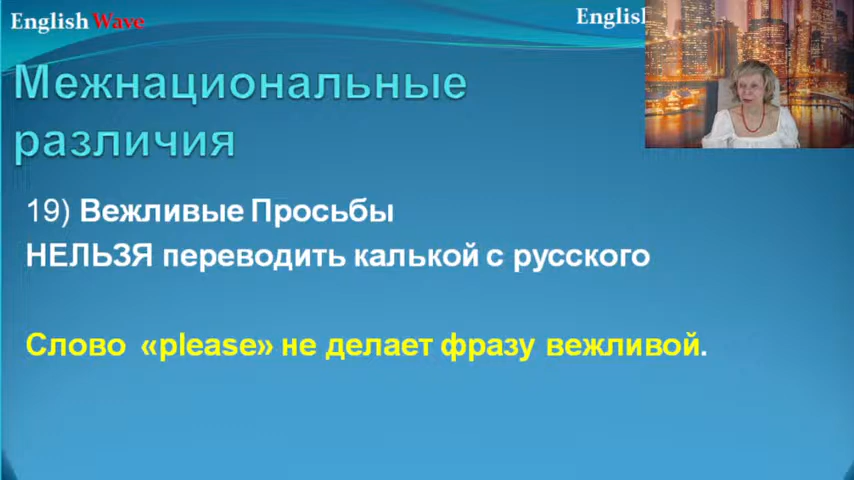 English Wave
Межнациональные
различия
19) Вежливые Просьбы
НЕЛЬЗЯ переводить калькой с русского
Слово «please» не делает фразу вежливой.